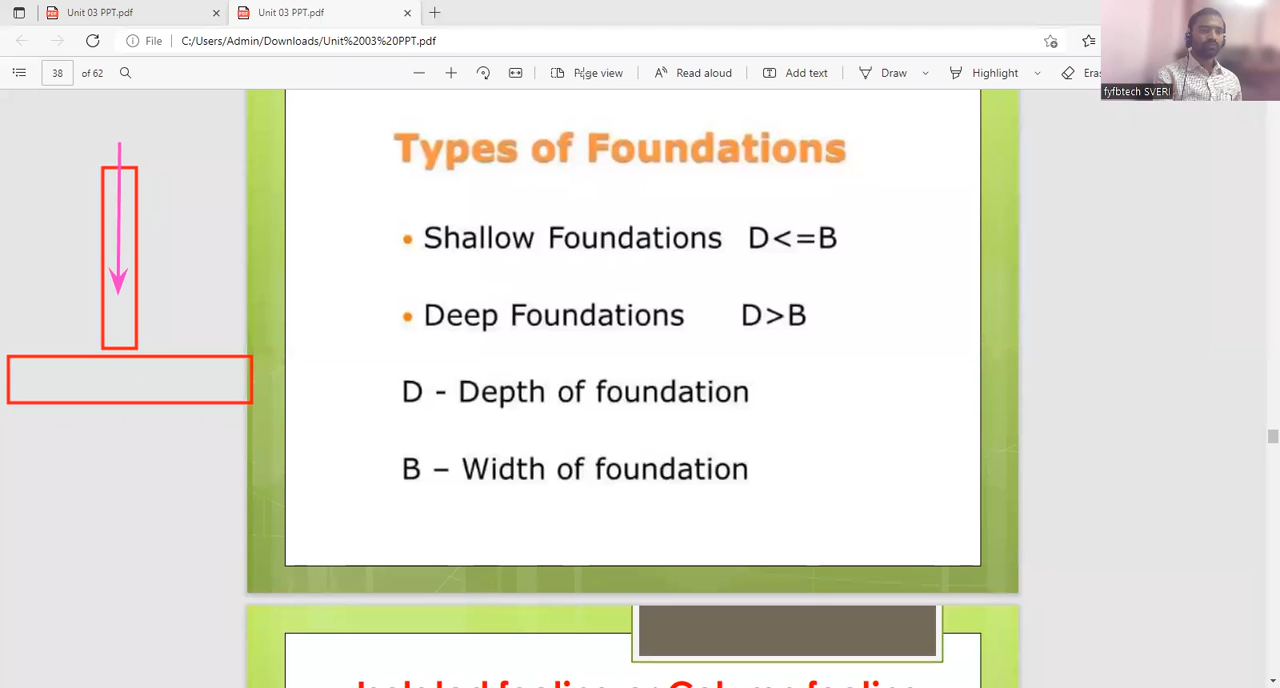 Unit 03 PPT.pdf
Unit 03 PPT.pdf
File C:/Users/Admin/Downloads/Unit%2003%20PPT.pdf
38 of 62 Page view Read aloud Add text Draw Highlight
fyfbtech SVERI
Types of Foundations
• Shallow Foundations D<=B
• Deep Foundations D>B
D - Depth of foundation
B – Width of foundation